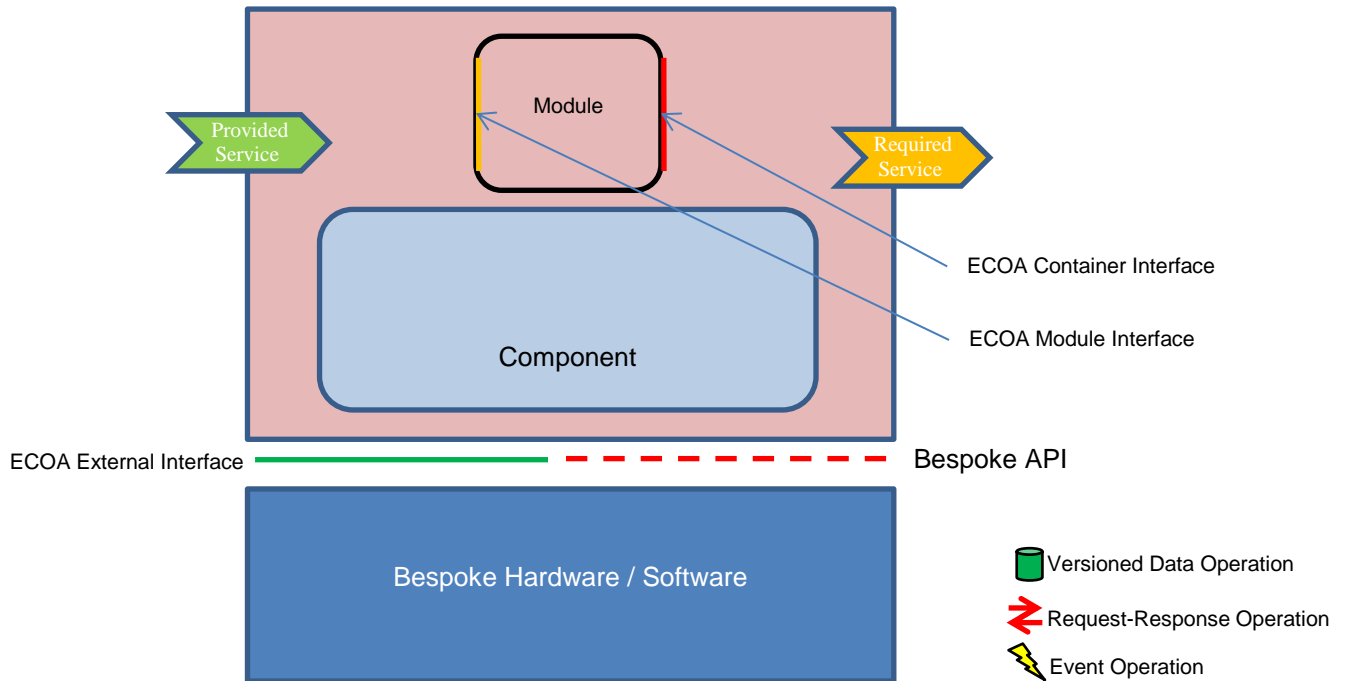 Module
Provided
Service
Required
Service
ECOA Container Interface
ECOA Module Interface
Component
ECOA External Interface
Bespoke API
Bespoke Hardware / Software
Versioned Data Operation
Request-Response Operation
Event Operation